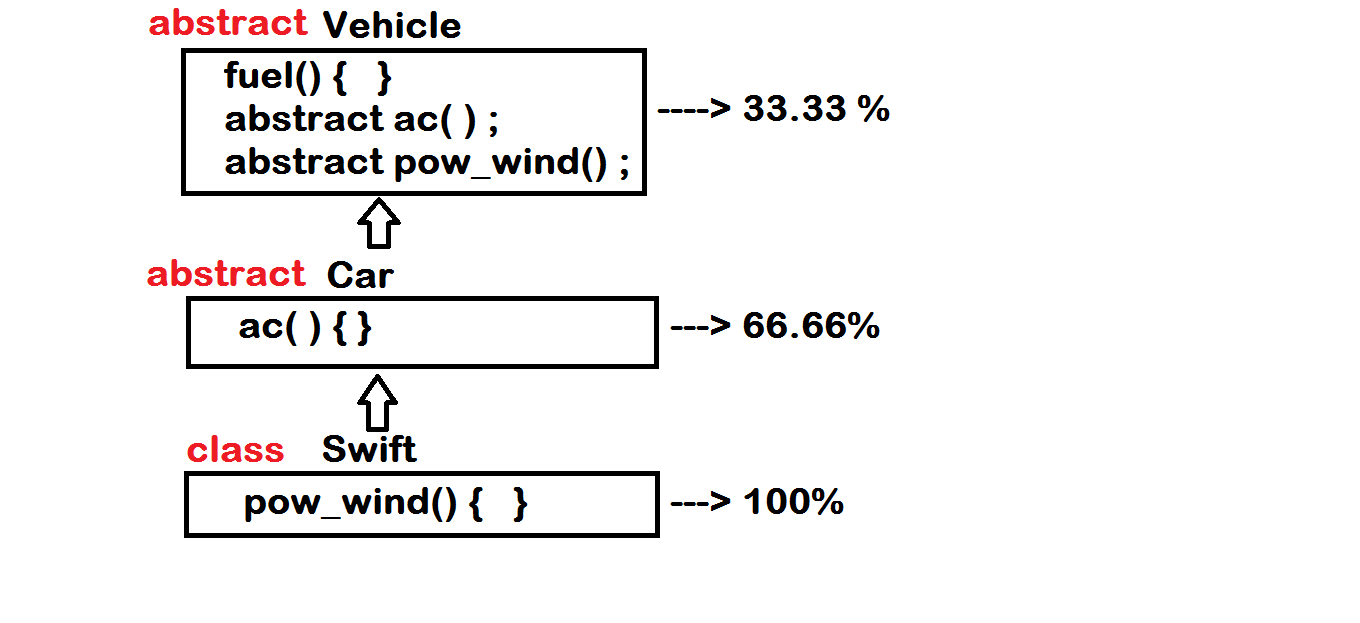 abstract Vehicle
fuel() { }
abstract ac( ) ;
abstract pow_wind() ;
----> 33.33 %
abstract Car
ac( ) { }
---> 66.66%
class Swift
pow_wind() { }
---> 100%